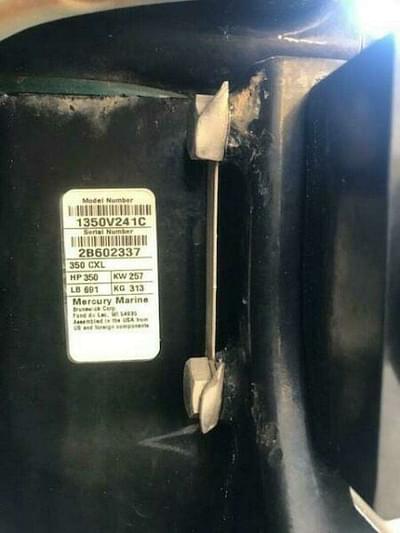 Model Number
1350V241C
Serial Number
2B602337
350 CXL
HP 350 KW 257
LB 691 KG 313
Mercury Marine
Brunswick Corp.
Fond du Lac, WI 54935
Assembled in the USA from
US and foreign components